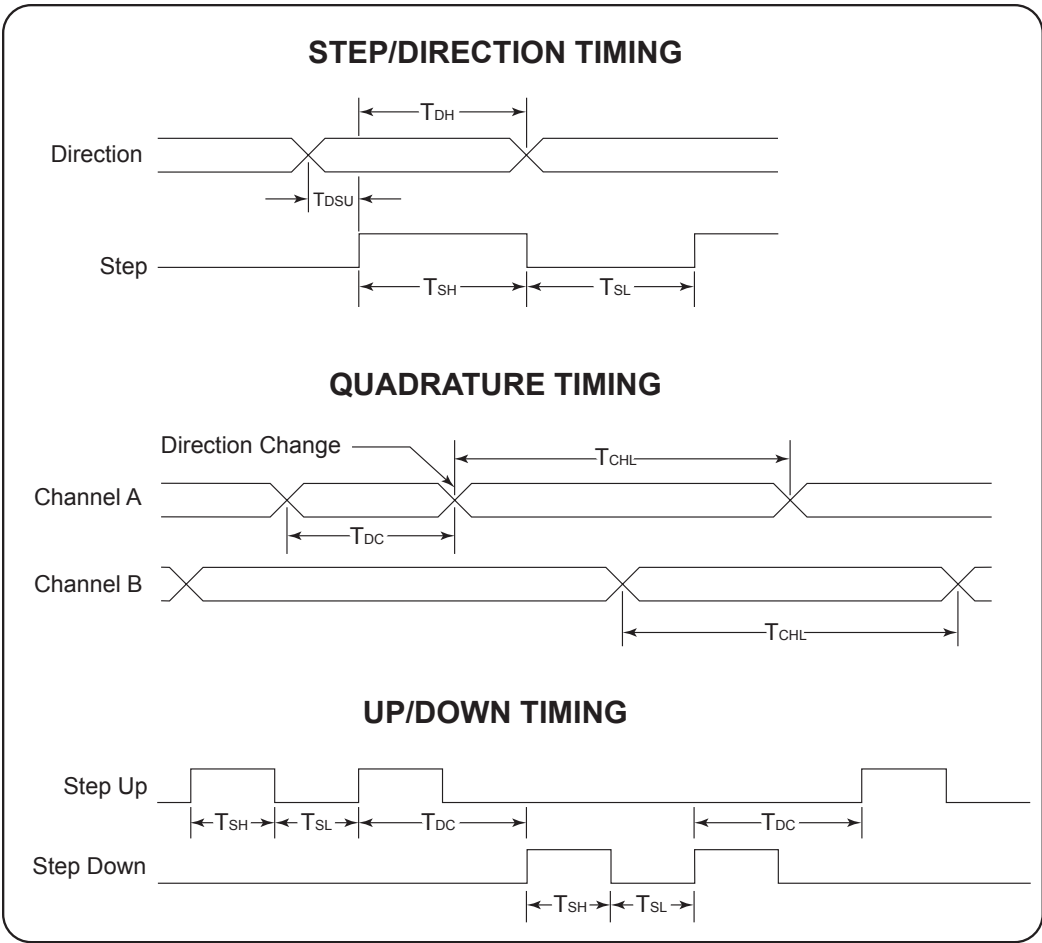 STEP/DIRECTION TIMING
TDH
Direction
TDSU
Step
TSH
TSL
QUADRATURE TIMING
Direction Change
TCHL
Channel A
TDC
Channel B
TCHL
UP/DOWN TIMING
Step Up
TSH TSL TDC TDC
Step Down
TSH TSL